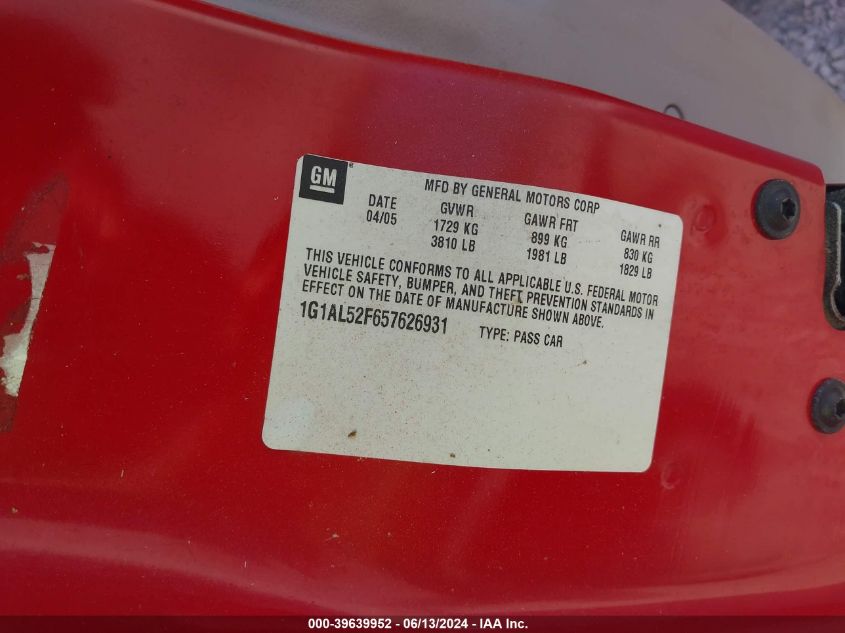 GM
MFD BY GENERAL MOTORS CORP
DATE GVWR GAWR FRT GAWR RR
04/05 1729 KG 899 KG 830 KG
3810 LB 1981 LB 1829 LB
THIS VEHICLE CONFORMS TO ALL APPLICABLE U.S. FEDERAL MOTOR
VEHICLE SAFETY, BUMPER, AND THEFT PREVENTION STANDARDS IN
EFFECT ON THE DATE OF MANUFACTURE SHOWN ABOVE.
1G1AL52F657626931 TYPE: PASS CAR
000-39639952 - 06/13/2024 - IAA Inc.